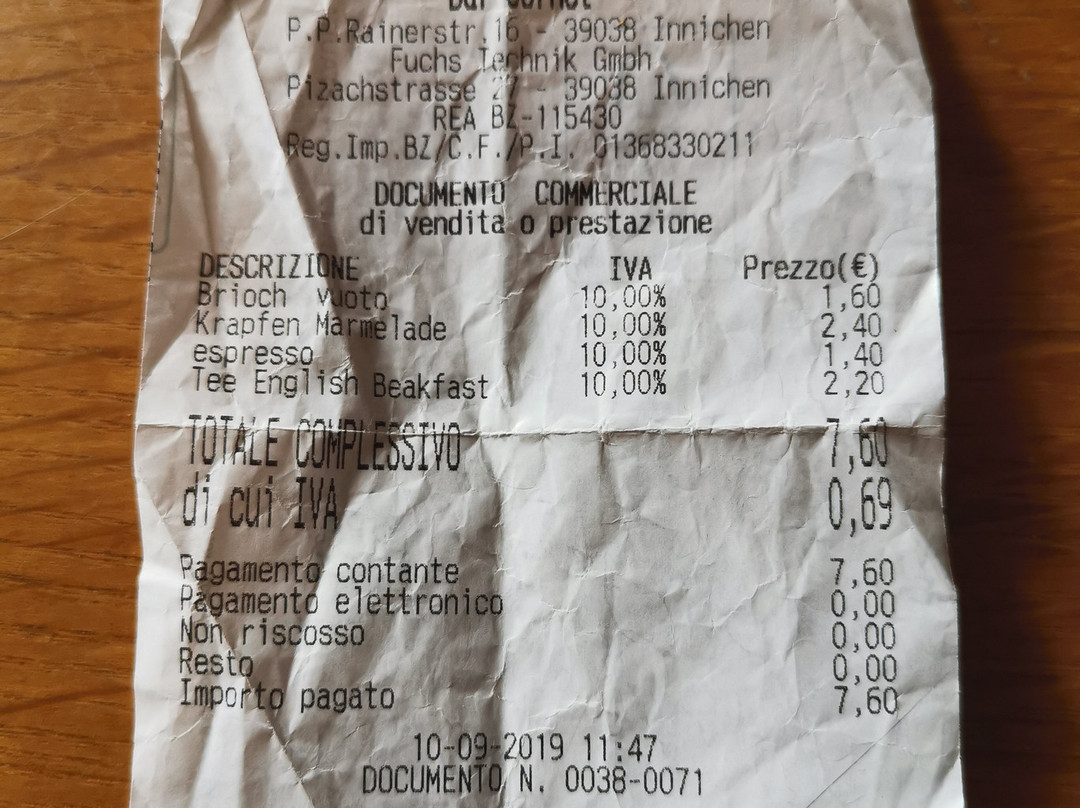 P.P.Rainerstr.16 - 39038 Innichen
Fuchs Technik Gmbh
Pizachstrasse 27 - 39038 Innichen
REA BZ-115430
Reg.Imp.BZ/C.F./P.I. 01368330211
DOCUMENTO COMMERCIALE
di vendita o prestazione
DESCRIZIONE IVA Prezzo(€)
Brioch vuoto 10,00% 1,60
Krapfen Marmelade 10,00% 2,40
espresso 10,00% 1,40
Tee English Beakfast 10,00% 2,20
TOTALE COMPLESSIVO 7,60
di cui IVA 0,69
Pagamento contante 7,60
Pagamento elettronico 0,00
Non riscosso 0,00
Resto 0,00
Importo pagato 7,60
10-09-2019 11:47
DOCUMENTO N. 0038-0071